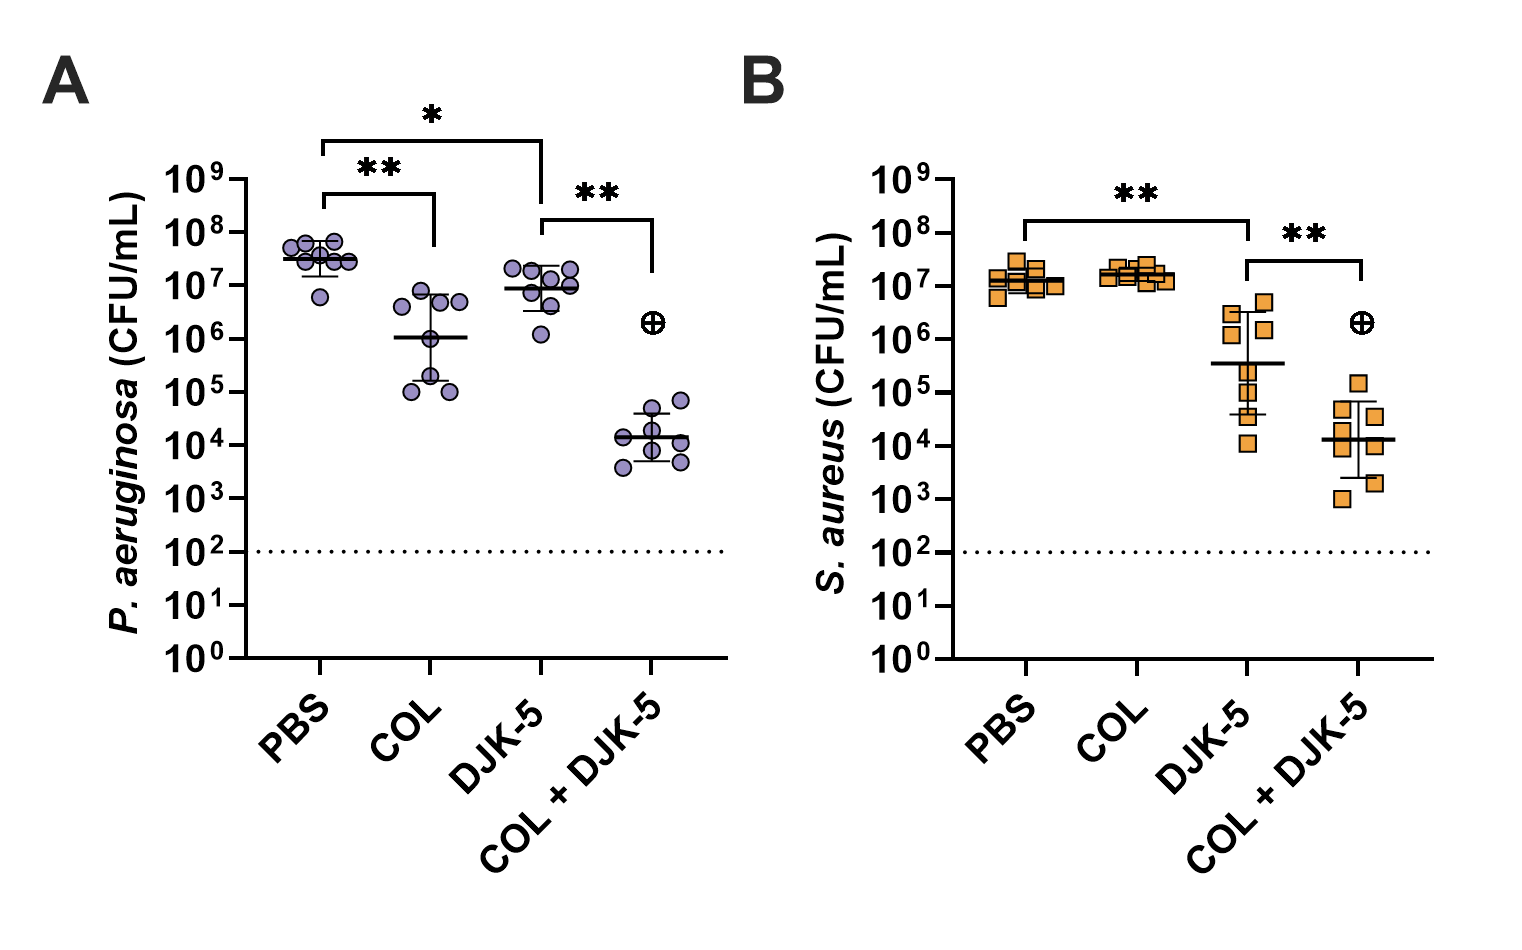 A
B
*
**
**
**
**
⊕
⊕
P. aeruginosa (CFU/mL)
10⁹
10⁸
10⁷
10⁶
10⁵
10⁴
10³
10²
10¹
10⁰
PBS
COL
DJK-5
COL + DJK-5
S. aureus (CFU/mL)
10⁹
10⁸
10⁷
10⁶
10⁵
10⁴
10³
10²
10¹
10⁰
PBS
COL
DJK-5
COL + DJK-5